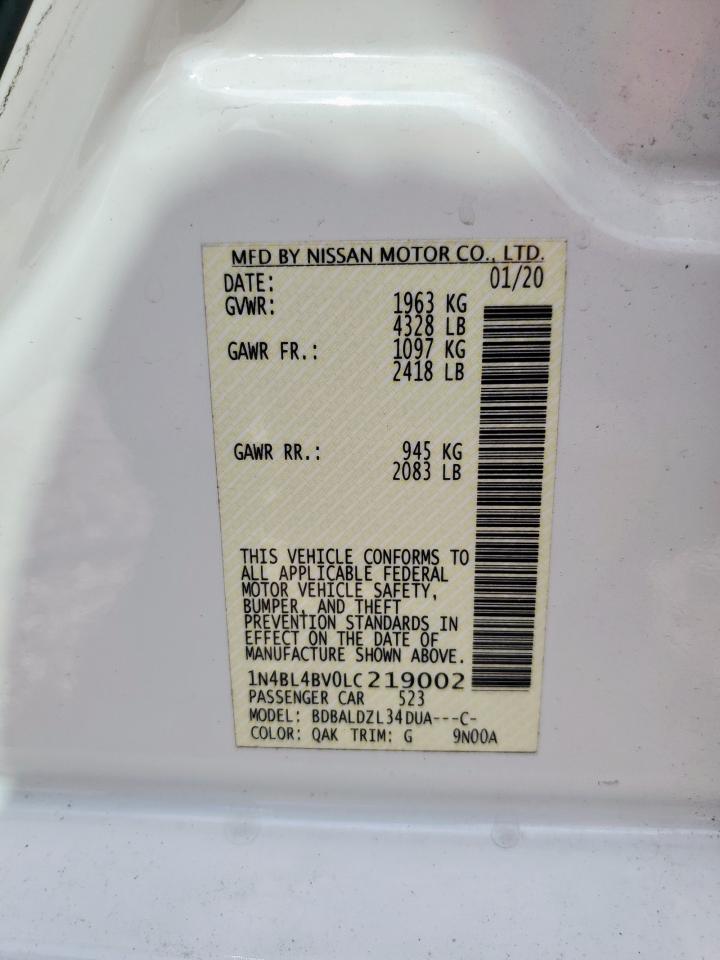 MFD BY NISSAN MOTOR CO., LTD.
DATE: 01/20
GVWR: 1963 KG
4328 LB
GAWR FR.: 1097 KG
2418 LB
GAWR RR.: 945 KG
2083 LB
THIS VEHICLE CONFORMS TO
ALL APPLICABLE FEDERAL
MOTOR VEHICLE SAFETY,
BUMPER, AND THEFT
PREVENTION STANDARDS IN
EFFECT ON THE DATE OF
MANUFACTURE SHOWN ABOVE.
1N4BL4BV0LC219002
PASSENGER CAR 523
MODEL: BDBALDZL34DUA---C-
COLOR: QAK TRIM: G 9N00A